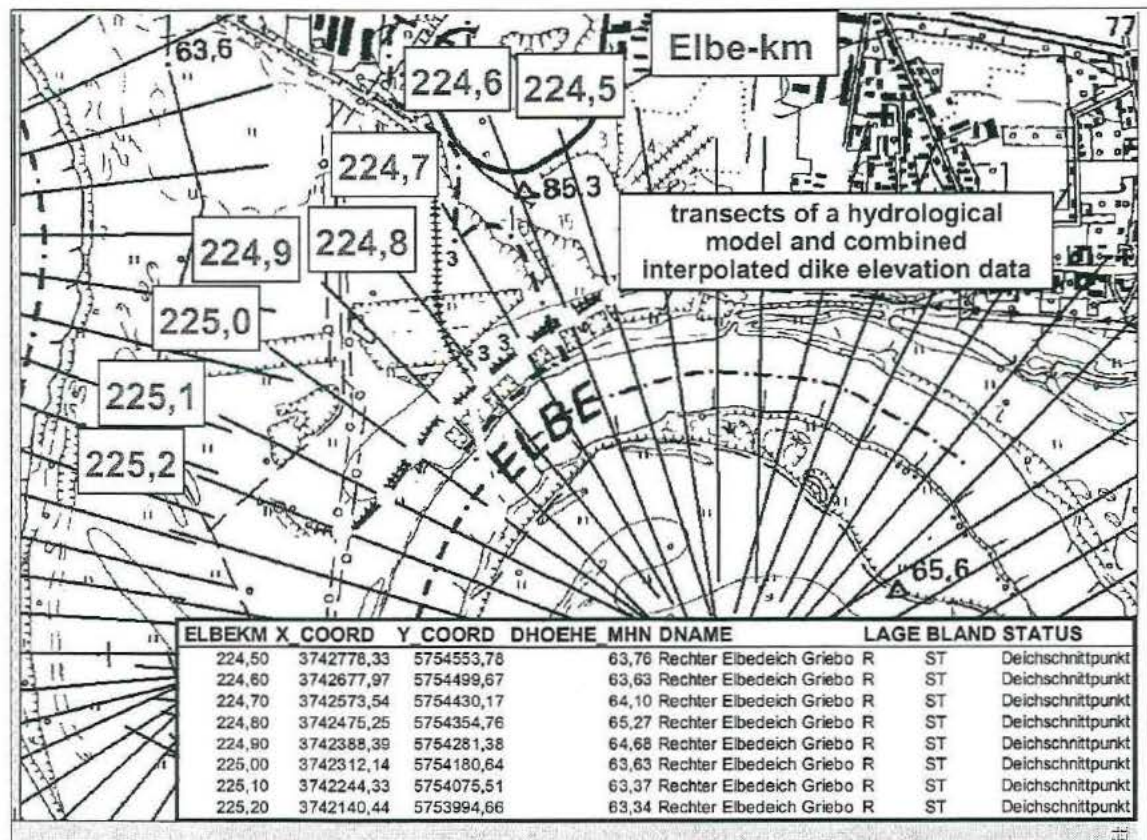 63,6
224,6
224,5
Elbe-km
77
224,7
85.3
224,9
224,8
transects of a hydrological
model and combined
interpolated dike elevation data
225,0
225,1
225,2
ELBE
65,6
ELBEKM X_COORD Y_COORD DHOEHE_MHN DNAME LAGE BLAND STATUS
224,50 3742778,33 5754553,78 63,76 Rechter Elbedeich Griebo R ST Deichschnittpunkt
224,60 3742677,97 5754499,67 63,63 Rechter Elbedeich Griebo R ST Deichschnittpunkt
224,70 3742573,54 5754430,17 64,10 Rechter Elbedeich Griebo R ST Deichschnittpunkt
224,80 3742475,25 5754354,76 65,27 Rechter Elbedeich Griebo R ST Deichschnittpunkt
224,90 3742388,39 5754281,38 64,68 Rechter Elbedeich Griebo R ST Deichschnittpunkt
225,00 3742312,14 5754180,64 63,63 Rechter Elbedeich Griebo R ST Deichschnittpunkt
225,10 3742244,33 5754075,51 63,37 Rechter Elbedeich Griebo R ST Deichschnittpunkt
225,20 3742140,44 5753994,66 63,34 Rechter Elbedeich Griebo R ST Deichschnittpunkt